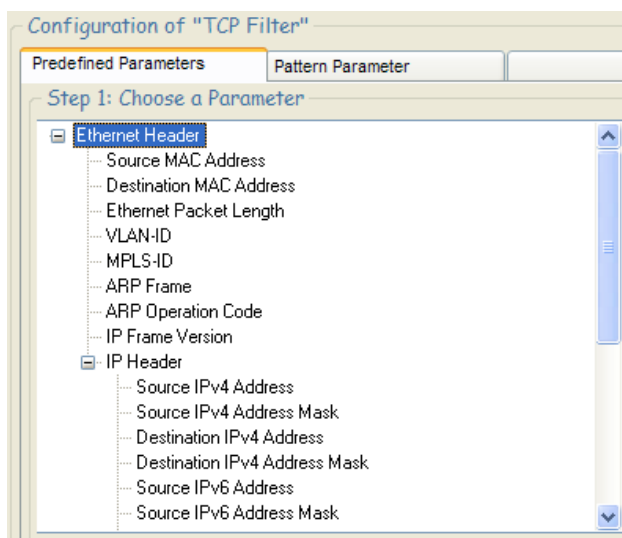 Configuration of "TCP Filter"
Predefined Parameters
Pattern Parameter
Step 1: Choose a Parameter
Ethernet Header
Source MAC Address
Destination MAC Address
Ethernet Packet Length
VLAN-ID
MPLS-ID
ARP Frame
ARP Operation Code
IP Frame Version
IP Header
Source IPv4 Address
Source IPv4 Address Mask
Destination IPv4 Address
Destination IPv4 Address Mask
Source IPv6 Address
Source IPv6 Address Mask